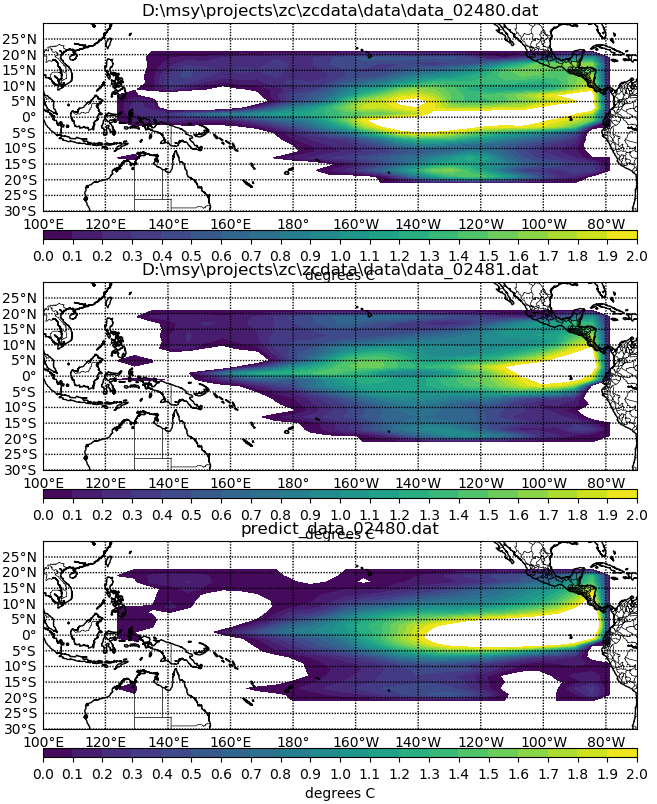 D:\msy\projects\zc\zcdata\data\data_02480.dat
25°N
20°N
15°N
10°N
5°N
0°
5°S
10°S
15°S
20°S
25°S
30°S
100°E 120°E 140°E 160°E 180° 160°W 140°W 120°W 100°W 80°W
0.0 0.1 0.2 0.3 0.4 0.6 0.7 0.8 0.9 1.0 1.1 1.2 1.3 1.4 1.5 1.6 1.7 1.8 1.9 2.0
degrees C
D:\msy\projects\zc\zcdata\data\data_02481.dat
25°N
20°N
15°N
10°N
5°N
0°
5°S
10°S
15°S
20°S
25°S
30°S
100°E 120°E 140°E 160°E 180° 160°W 140°W 120°W 100°W 80°W
0.0 0.1 0.2 0.3 0.4 0.6 0.7 0.8 0.9 1.0 1.1 1.2 1.3 1.4 1.5 1.6 1.7 1.8 1.9 2.0
degrees C
predict_data_02480.dat
25°N
20°N
15°N
10°N
5°N
0°
5°S
10°S
15°S
20°S
25°S
30°S
100°E 120°E 140°E 160°E 180° 160°W 140°W 120°W 100°W 80°W
0.0 0.1 0.2 0.3 0.4 0.6 0.7 0.8 0.9 1.0 1.1 1.2 1.3 1.4 1.5 1.6 1.7 1.8 1.9 2.0
degrees C